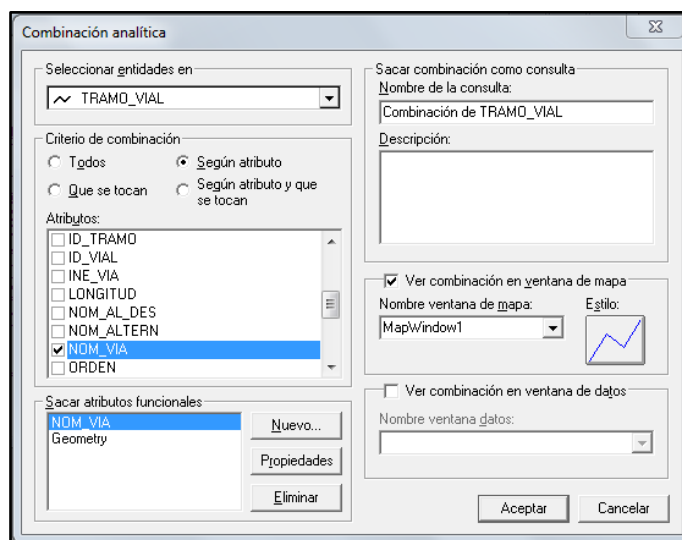 Combinación analítica
Seleccionar entidades en
TRAMO_VIAL
Criterio de combinación
Todos
Según atributo
Que se tocan
Según atributo y que
se tocan
Atributos:
ID_TRAMO
ID_VIAL
INE_VIA
LONGITUD
NOM_AL_DES
NOM_ALTERN
NOM_VIA
ORDEN
Sacar atributos funcionales
NOM_VIA
Geometry
Nuevo...
Propiedades
Eliminar
Sacar combinación como consulta
Nombre de la consulta:
Combinación de TRAMO_VIAL
Descripción:
Ver combinación en ventana de mapa
Nombre ventana de mapa:
Estilo:
MapWindow1
Ver combinación en ventana de datos
Nombre ventana datos:
Aceptar
Cancelar